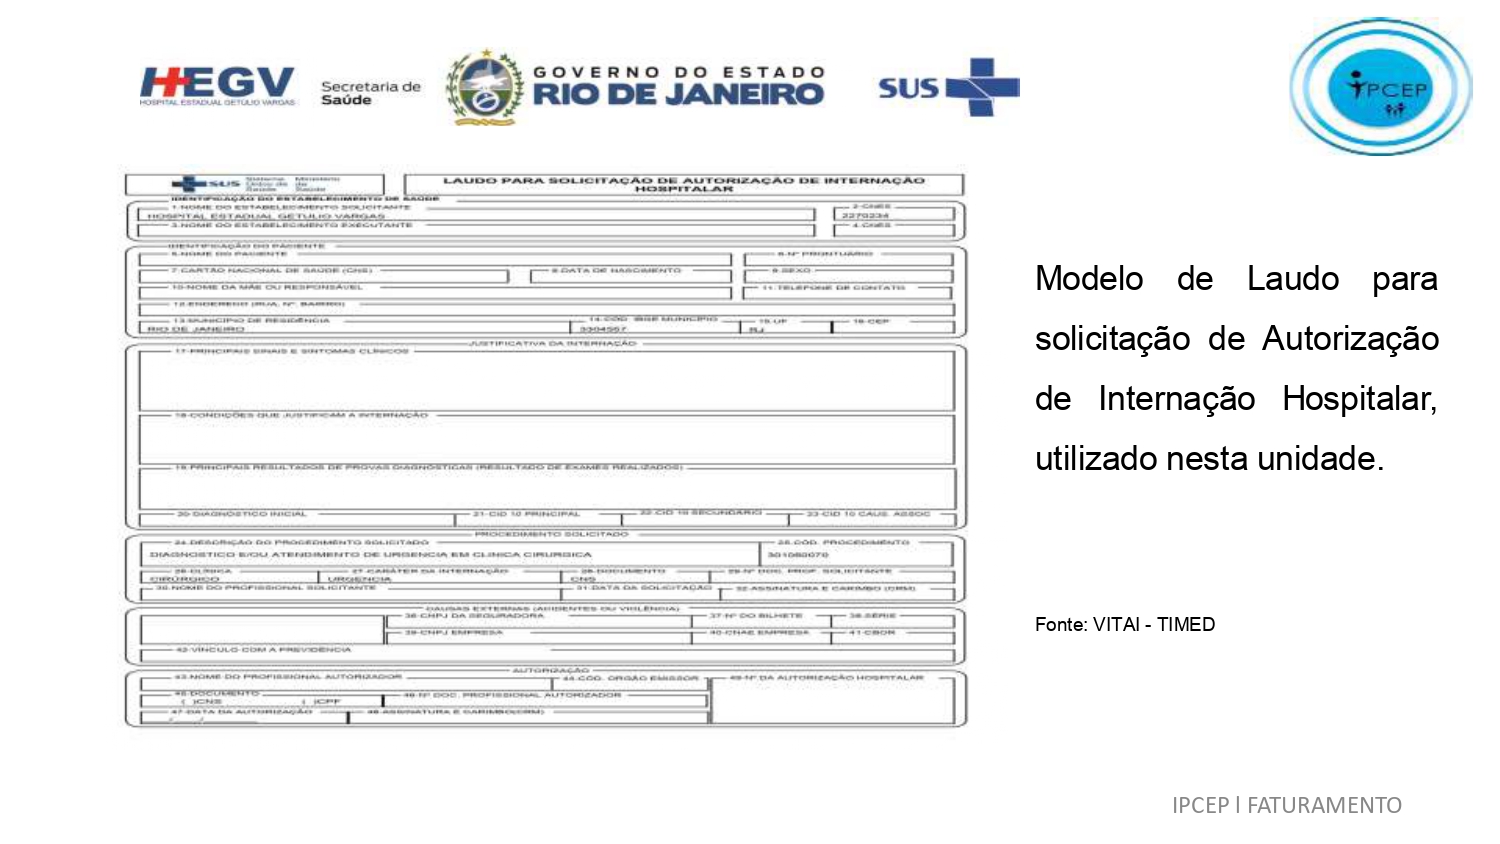 HEGV
HOSPITAL ESTADUAL GETÚLIO VARGAS
Secretaria de
Saúde
GOVERNO DO ESTADO
RIO DE JANEIRO
SUS
IPCEP
SUS Sistema Único de Saúde Ministério da Saúde
LAUDO PARA SOLICITAÇÃO DE AUTORIZAÇÃO DE INTERNAÇÃO
HOSPITALAR
IDENTIFICAÇÃO DO ESTABELECIMENTO DE SAÚDE
1-NOME DO ESTABELECIMENTO SOLICITANTE 2-CNES
HOSPITAL ESTADUAL GETULIO VARGAS 2270234
3-NOME DO ESTABELECIMENTO EXECUTANTE 4-CNES
IDENTIFICAÇÃO DO PACIENTE
5-NOME DO PACIENTE 6-Nº PRONTUÁRIO
7-CARTÃO NACIONAL DE SAÚDE (CNS) 8-DATA DE NASCIMENTO 9-SEXO
10-NOME DA MÃE OU RESPONSÁVEL 11-TELEFONE DE CONTATO
12-ENDEREÇO (RUA, Nº, BAIRRO)
13-MUNICÍPIO DE RESIDÊNCIA 14-CÓD. IBGE MUNICÍPIO 15-UF 16-CEP
RIO DE JANEIRO 3304557 RJ
JUSTIFICATIVA DA INTERNAÇÃO
17-PRINCIPAIS SINAIS E SINTOMAS CLÍNICOS
18-CONDIÇÕES QUE JUSTIFICAM A INTERNAÇÃO
19-PRINCIPAIS RESULTADOS DE PROVAS DIAGNÓSTICAS (RESULTADO DE EXAMES REALIZADOS)
20-DIAGNÓSTICO INICIAL 21-CID 10 PRINCIPAL 22-CID 10 SECUNDÁRIO 23-CID 10 CAUS. ASSOC
PROCEDIMENTO SOLICITADO
24-DESCRIÇÃO DO PROCEDIMENTO SOLICITADO 25-CÓD. PROCEDIMENTO
DIAGNOSTICO E/OU ATENDIMENTO DE URGENCIA EM CLINICA CIRURGICA 301060070
26-CLÍNICA 27-CARÁTER DA INTERNAÇÃO 28-DOCUMENTO 29-Nº DOC. PROF. SOLICITANTE
CIRÚRGICO URGENCIA CNS
30-NOME DO PROFISSIONAL SOLICITANTE 31-DATA DA SOLICITAÇÃO 32-ASSINATURA E CARIMBO (CRM)
CAUSAS EXTERNAS (ACIDENTES OU VIOLÊNCIA)
36-CNPJ DA SEGURADORA 37-Nº DO BILHETE 38-SÉRIE
39-CNPJ EMPRESA 40-CNAE EMPRESA 41-CBOR
42-VÍNCULO COM A PREVIDÊNCIA
AUTORIZAÇÃO
43-NOME DO PROFISSIONAL AUTORIZADOR 44-CÓD. ORGÃO EMISSOR 49-Nº DA AUTORIZAÇÃO HOSPITALAR
45-DOCUMENTO 46-Nº DOC. PROFISSIONAL AUTORIZADOR
( )CNS ( )CPF
47-DATA DA AUTORIZAÇÃO 48-ASSINATURA E CARIMBO(CRM)
Modelo de Laudo para
solicitação de Autorização
de Internação Hospitalar,
utilizado nesta unidade.
Fonte: VITAI - TIMED
IPCEP l FATURAMENTO